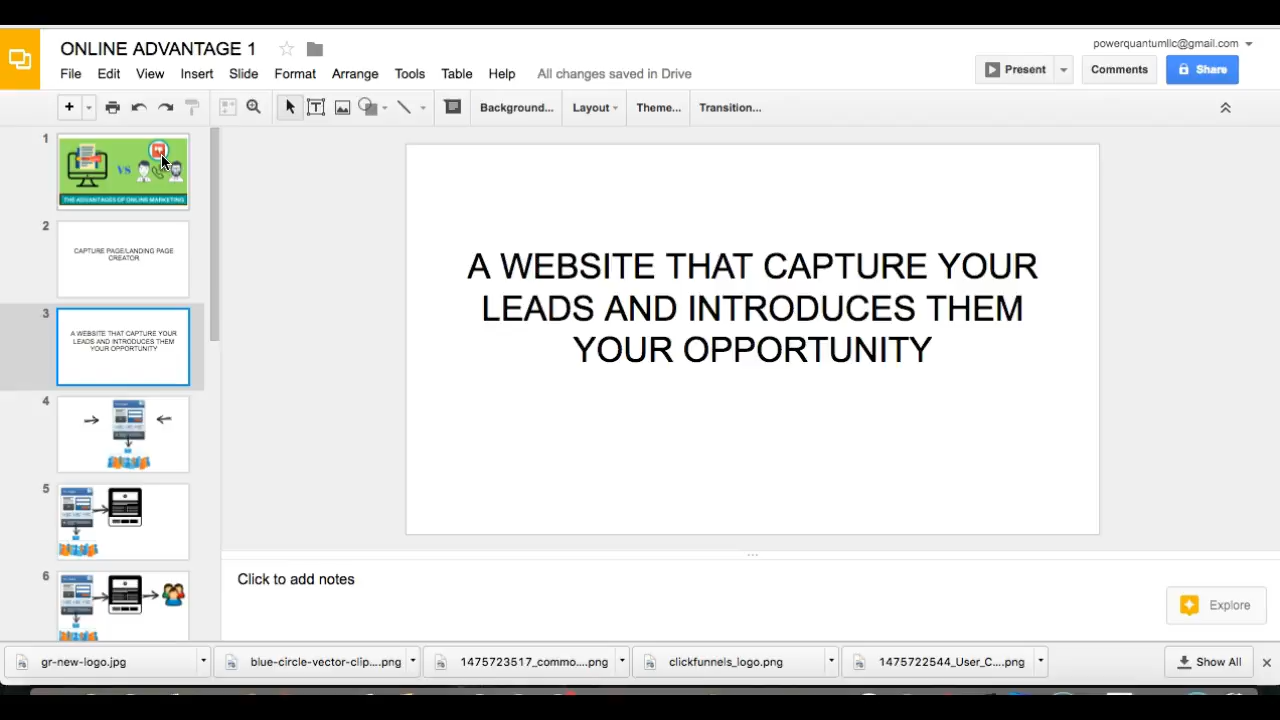 ONLINE ADVANTAGE 1
powerquantumllc@gmail.com
File Edit View Insert Slide Format Arrange Tools Table Help All changes saved in Drive
Present Comments Share
Background... Layout Theme... Transition...
1
VS
THE ADVANTAGES OF ONLINE MARKETING
2
CAPTURE PAGE/LANDING PAGE
CREATOR
3
A WEBSITE THAT CAPTURE YOUR
LEADS AND INTRODUCES THEM
YOUR OPPORTUNITY
4
5
6
A WEBSITE THAT CAPTURE YOUR
LEADS AND INTRODUCES THEM
YOUR OPPORTUNITY
Click to add notes
Explore
gr-new-logo.jpg
blue-circle-vector-clip....png
1475723517_commo....png
clickfunnels_logo.png
1475722544_User_C....png
Show All